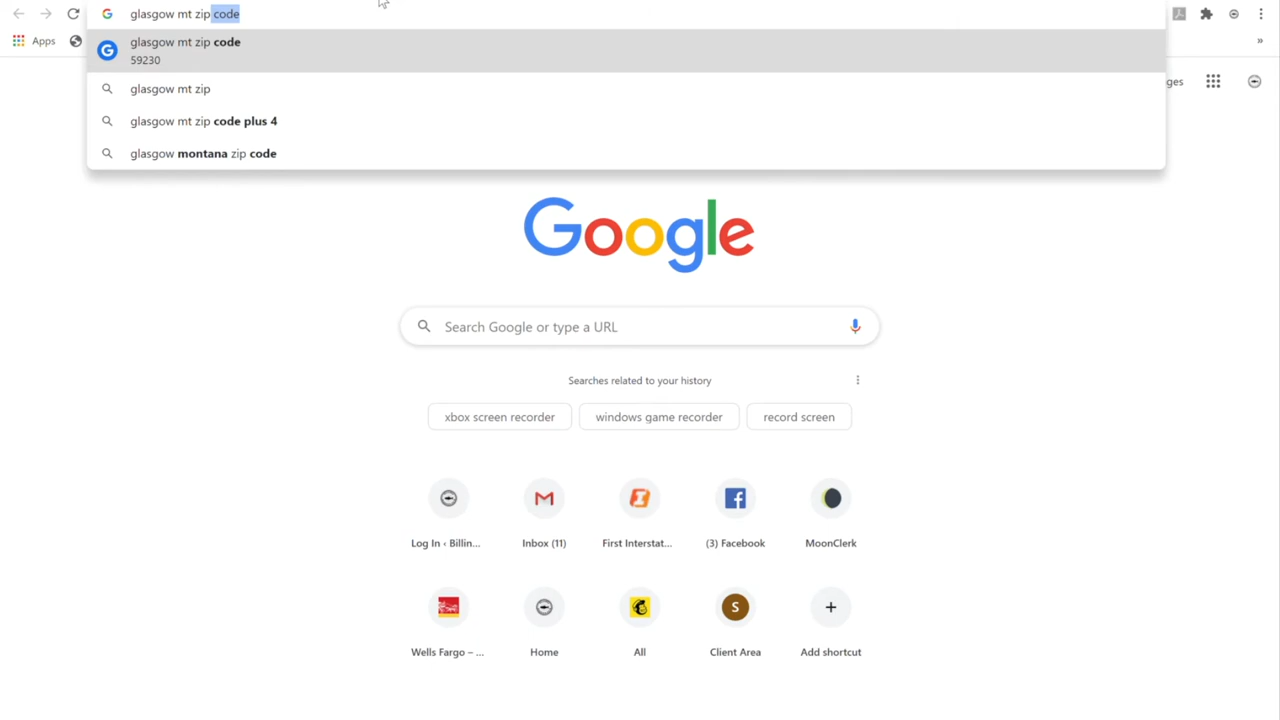 glasgow mt zip code
Apps
»
glasgow mt zip code
59230
glasgow mt zip
glasgow mt zip code plus 4
glasgow montana zip code
ges
Google
Search Google or type a URL
Searches related to your history
xbox screen recorder
windows game recorder
record screen
Log In ‹ Billin...
Inbox (11)
First Interstat...
(3) Facebook
MoonClerk
S
Wells Fargo – ...
Home
All
Client Area
Add shortcut